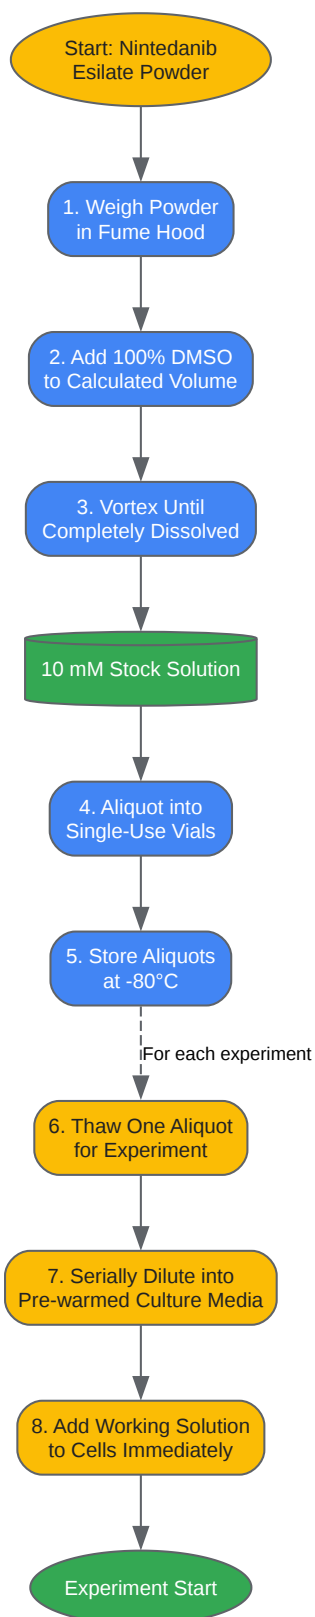 Start: Nintedanib
Esilate Powder
1. Weigh Powder
in Fume Hood
2. Add 100% DMSO
to Calculated Volume
3. Vortex Until
Completely Dissolved
10 mM Stock Solution
4. Aliquot into
Single-Use Vials
5. Store Aliquots
at -80°C
For each experiment
6. Thaw One Aliquot
for Experiment
7. Serially Dilute into
Pre-warmed Culture Media
8. Add Working Solution
to Cells Immediately
Experiment Start